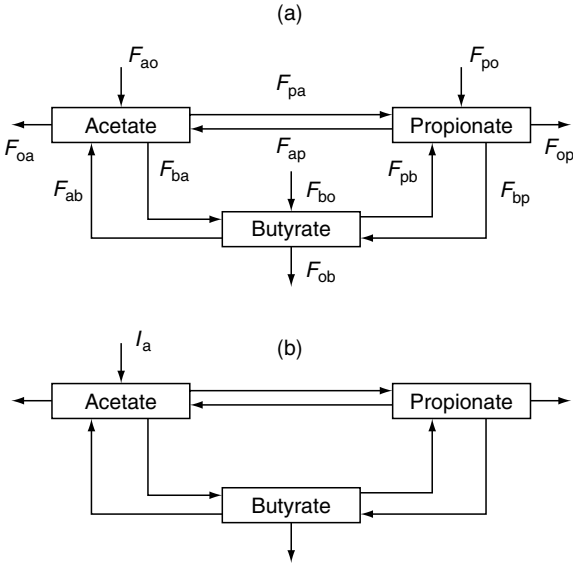 (a)
F_ao
F_po
F_pa
Acetate
Propionate
F_oa
F_ap
F_op
F_ab
F_ba
F_bo
F_pb
F_bp
Butyrate
F_ob
(b)
I_a
Acetate
Propionate
Butyrate